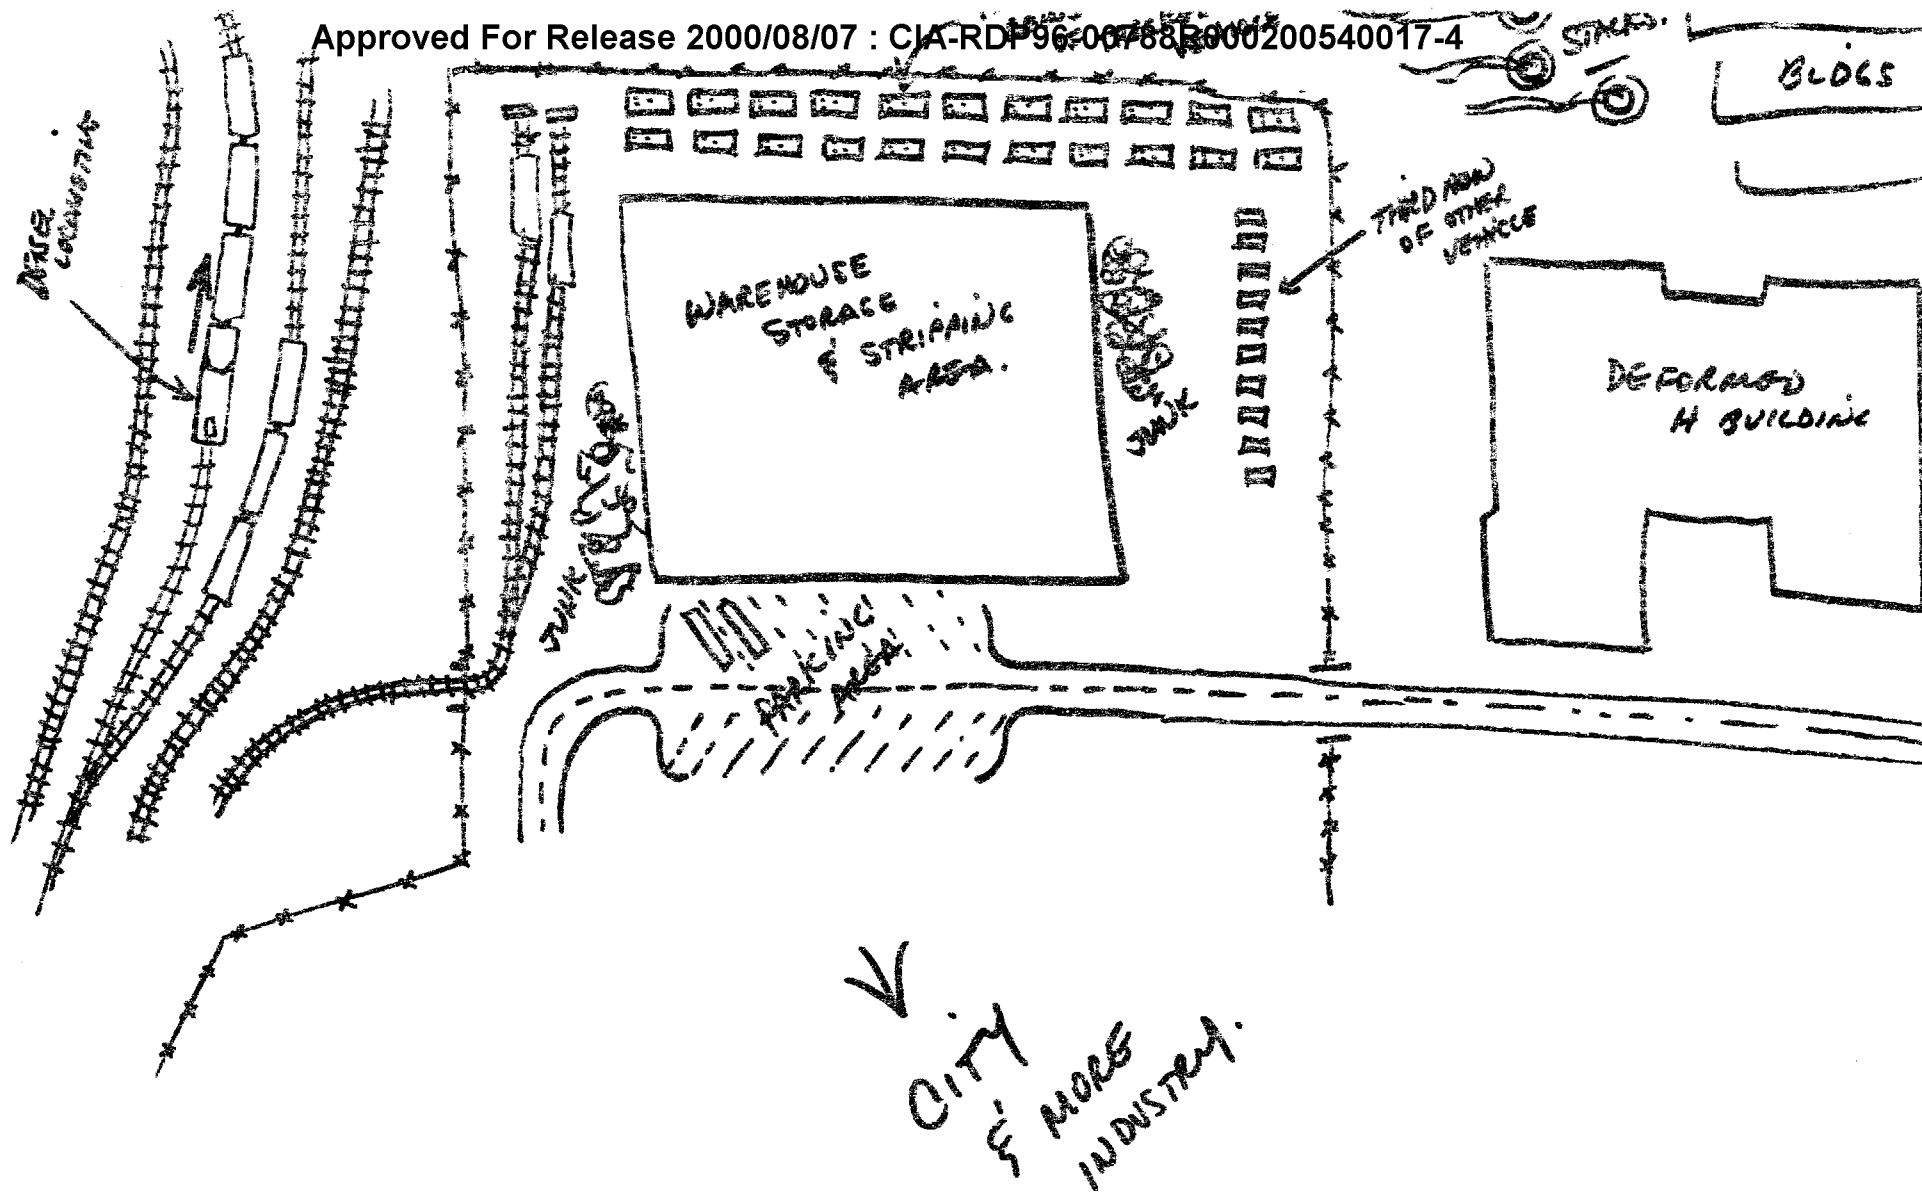 Approved For Release 2000/08/07 : CIA-RDP96-00788R000200540017-4
STACKS.
BLDGS
DIESEL
LOCOMOTIVE
THIRD ROW
OF OTHER
VEHICLE
WAREHOUSE
STORAGE
& STRIPPING
AREA.
JUNK
DEFORMED
H BUILDING
JUNK
PARKING
AREA
CITY
& MORE
INDUSTRY.